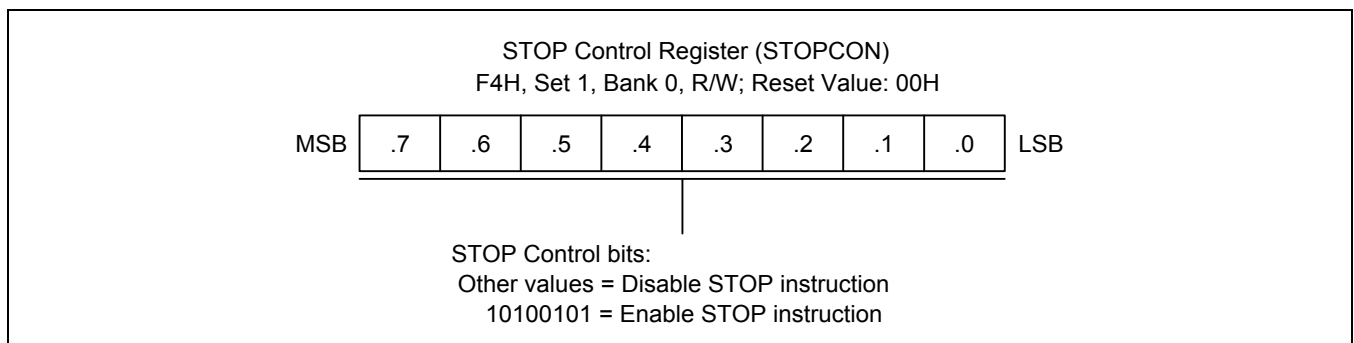 STOP Control Register (STOPCON)
F4H, Set 1, Bank 0, R/W; Reset Value: 00H
MSB .7 .6 .5 .4 .3 .2 .1 .0 LSB
STOP Control bits:
Other values = Disable STOP instruction
10100101 = Enable STOP instruction